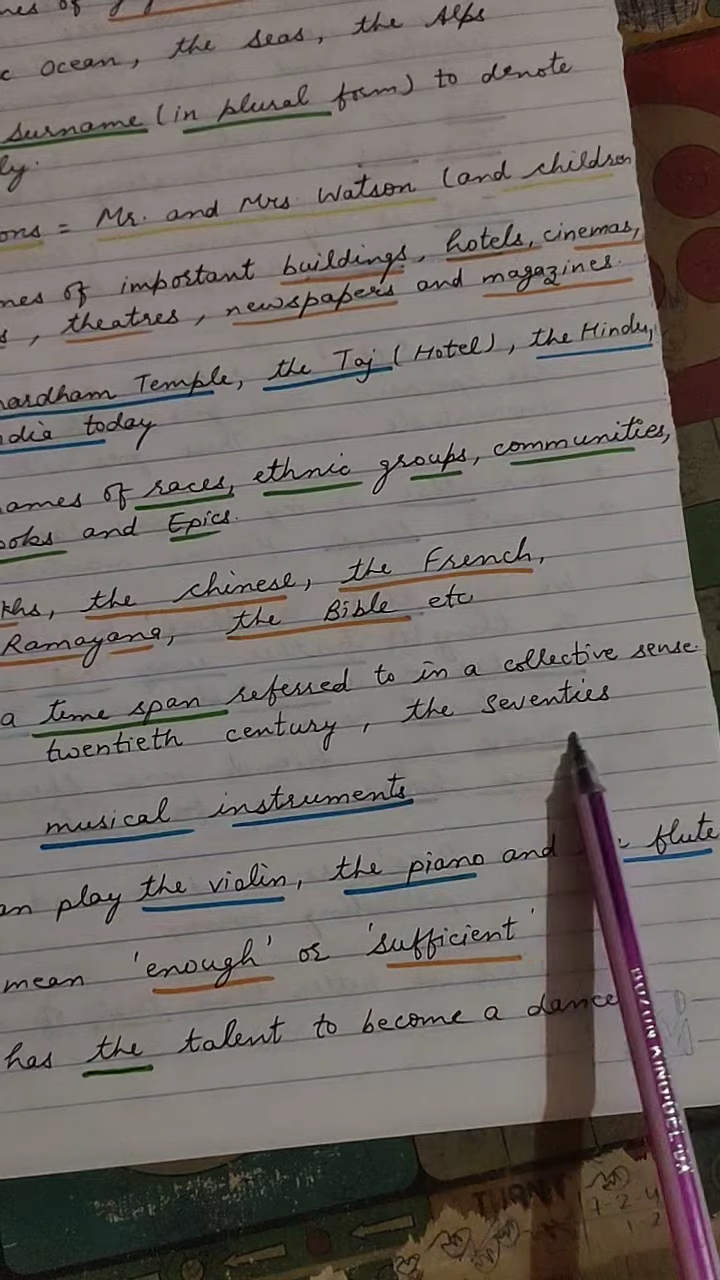 c ocean, the seas, the Alps
surname (in plural form) to denote
ly.
ons = Mr. and Mrs Watson (and children
mes of important buildings, hotels, cinemas,
s, theatres, newspapers and magazines.
ardham Temple, the Taj (Hotel), the Hindu,
dia today
ames of races, ethnic groups, communities,
ooks and Epics.
khs, the chinese, the French,
Ramayana, the Bible etc
a time span referred to in a collective sense.
twentieth century, the seventies
musical instruments
an play the violin, the piano and flute
mean 'enough' or 'sufficient'
has the talent to become a dance